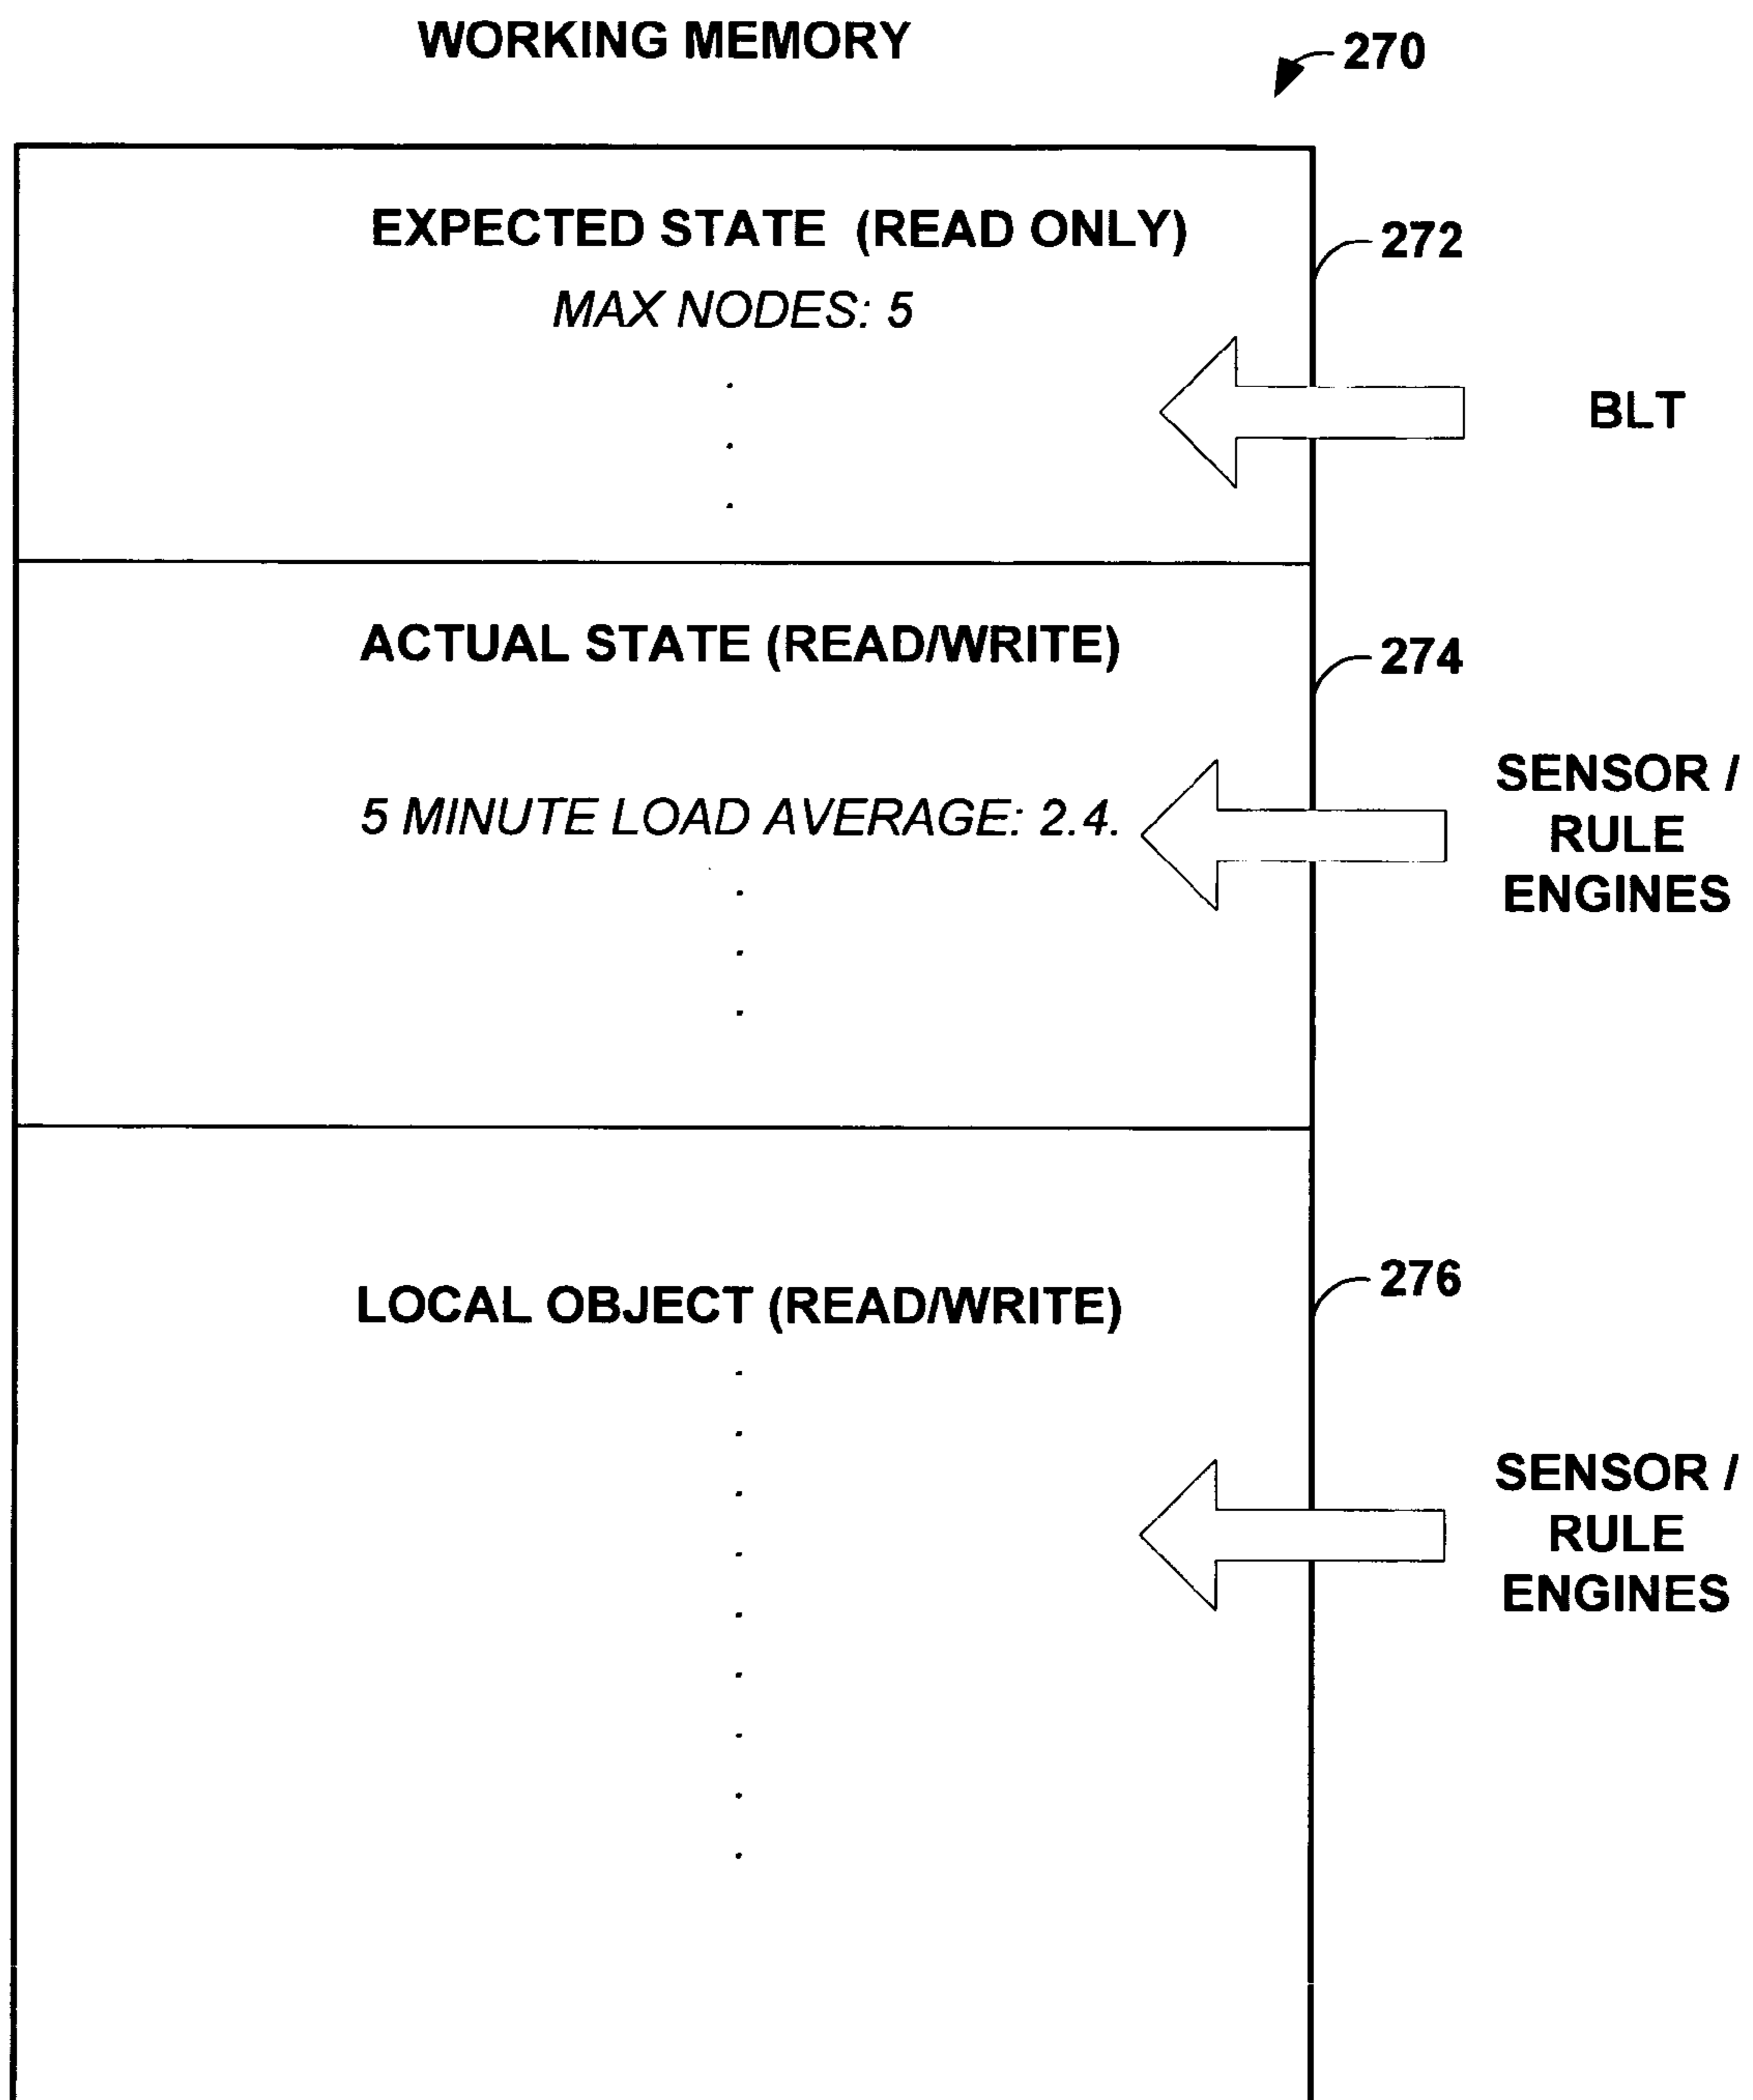 WORKING MEMORY
270
EXPECTED STATE (READ ONLY)
272
MAX NODES: 5
BLT
ACTUAL STATE (READ/WRITE)
274
5 MINUTE LOAD AVERAGE: 2.4.
SENSOR /
RULE
ENGINES
LOCAL OBJECT (READ/WRITE)
276
SENSOR /
RULE
ENGINES